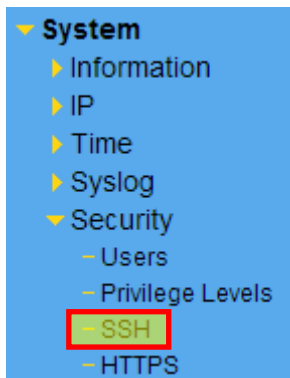 System
Information
IP
Time
Syslog
Security
Users
Privilege Levels
SSH
HTTPS